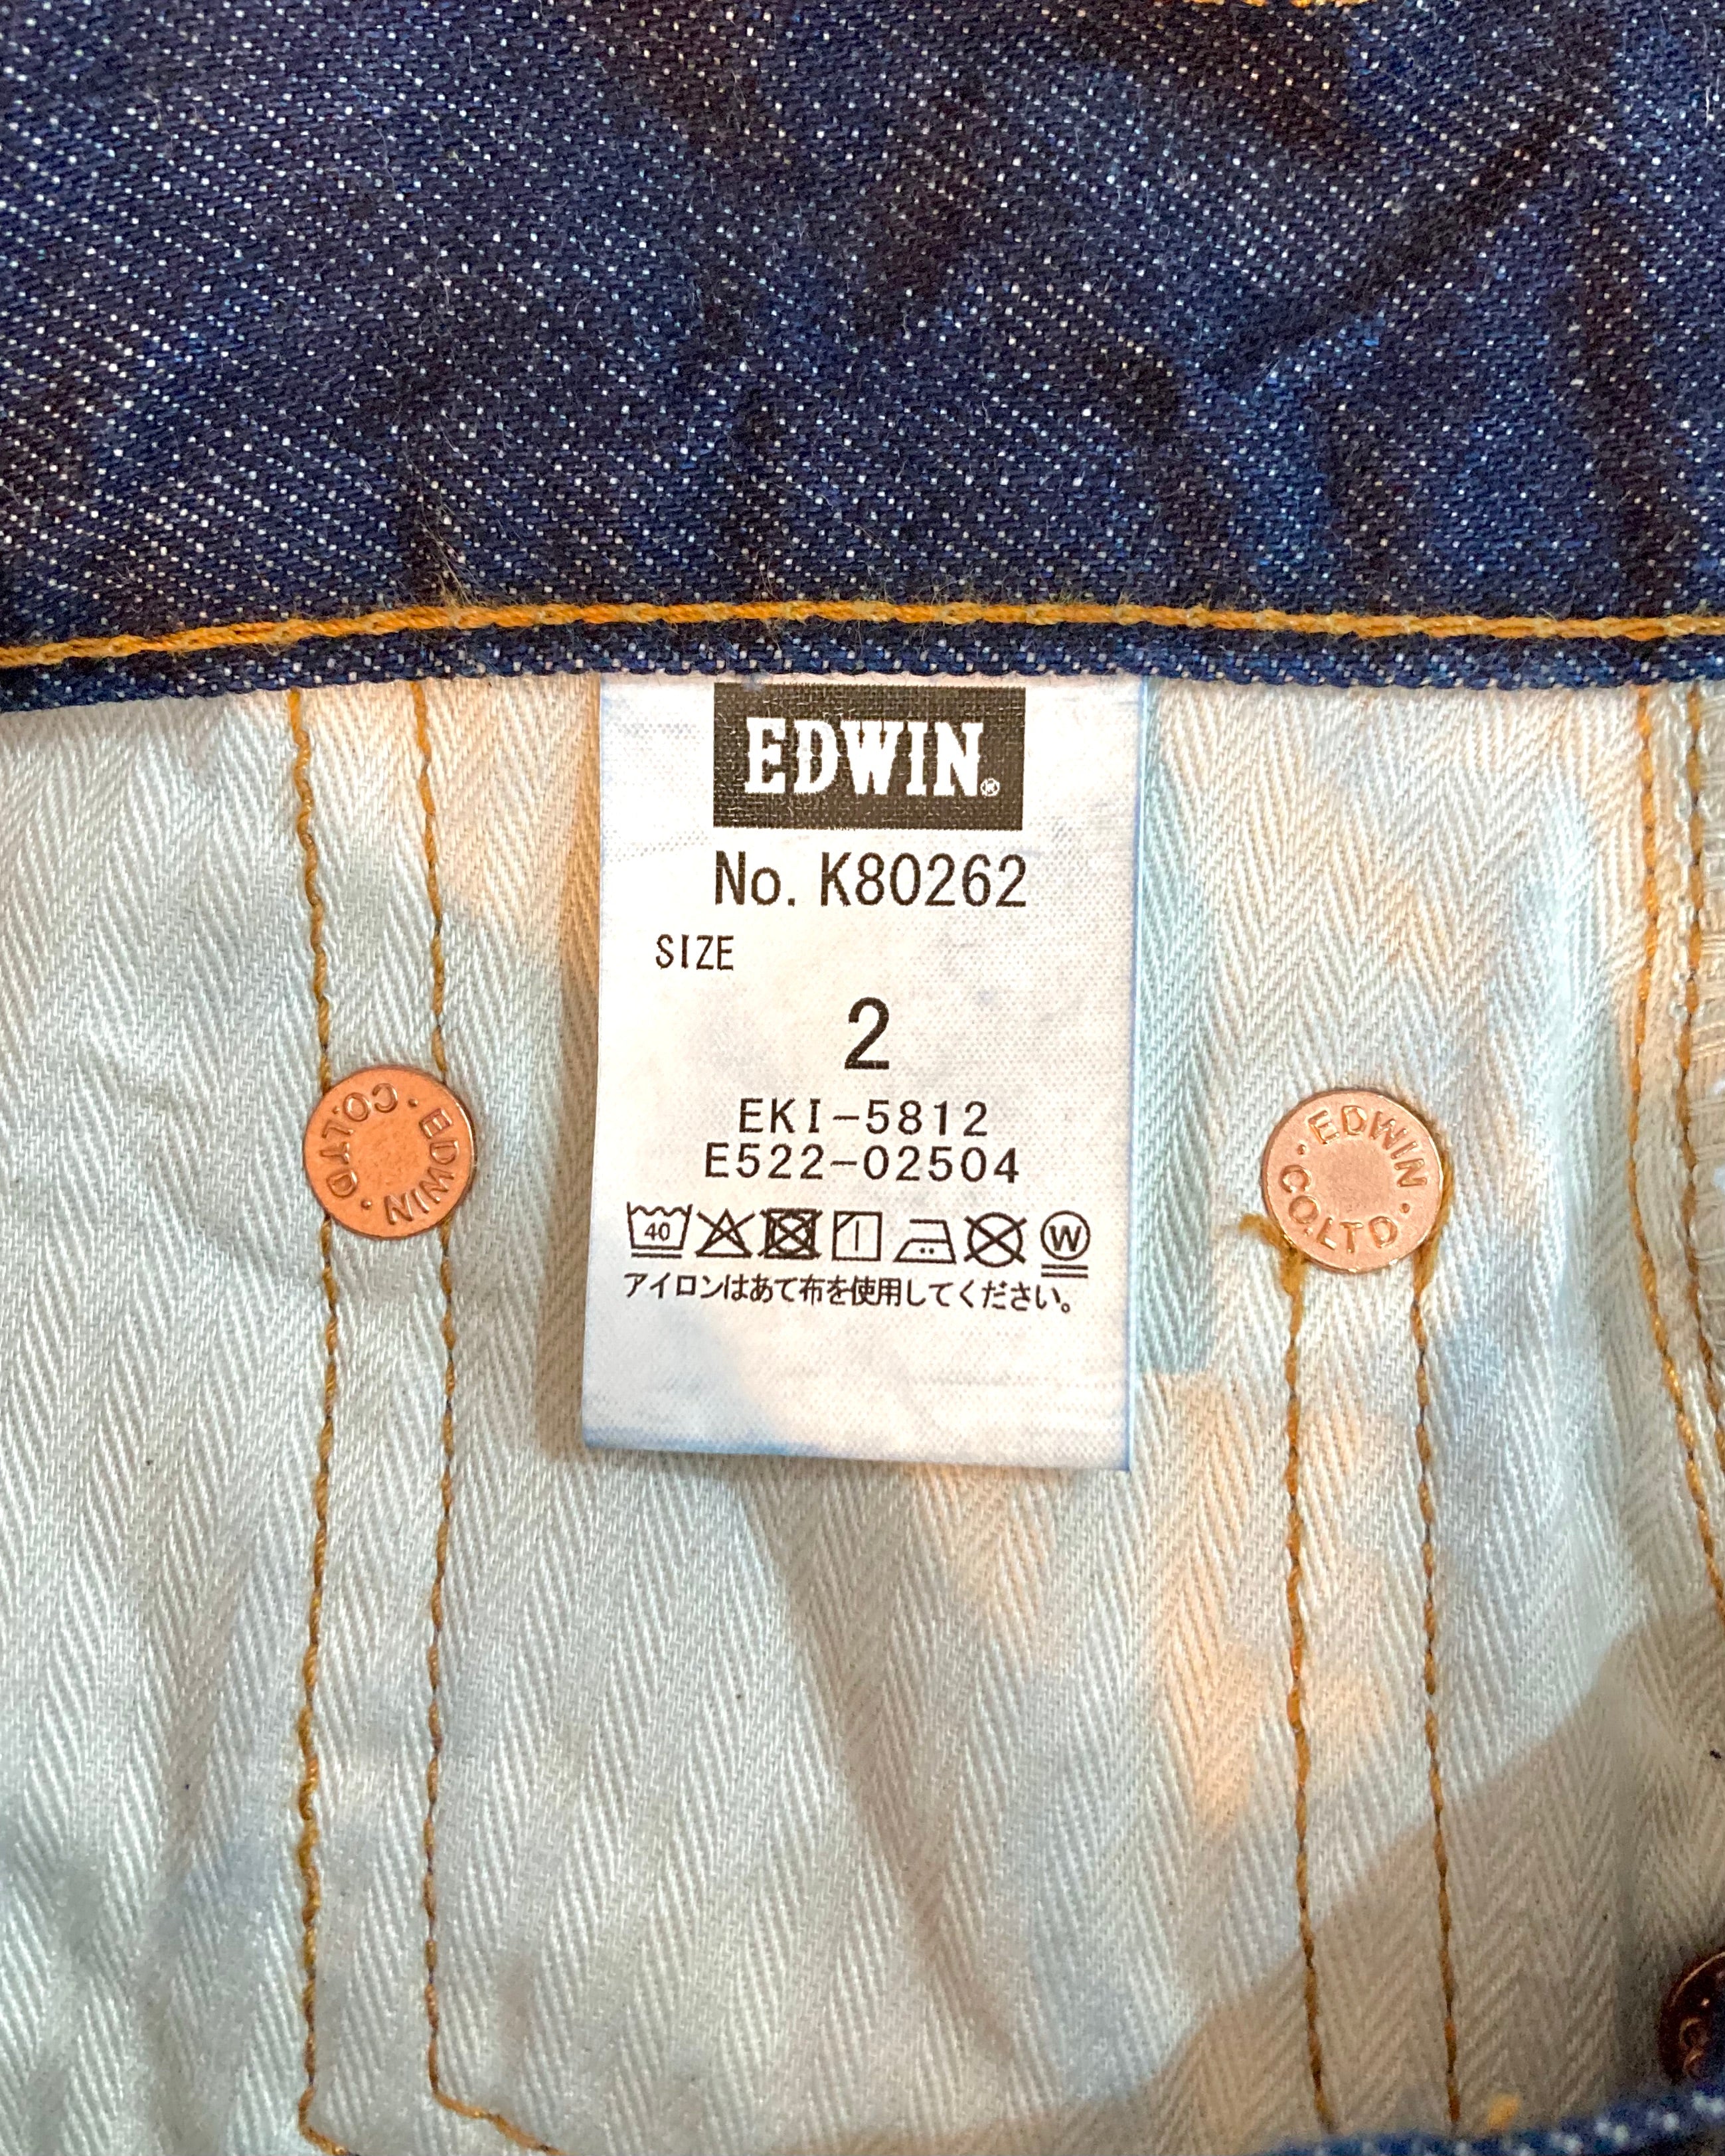 EDWIN®
No. K80262
SIZE
2
EKI-5812
E522-02504
40 W
アイロンはあて布を使用してください。
EDWIN・CO.LTD・
EDWIN・CO.LTD・